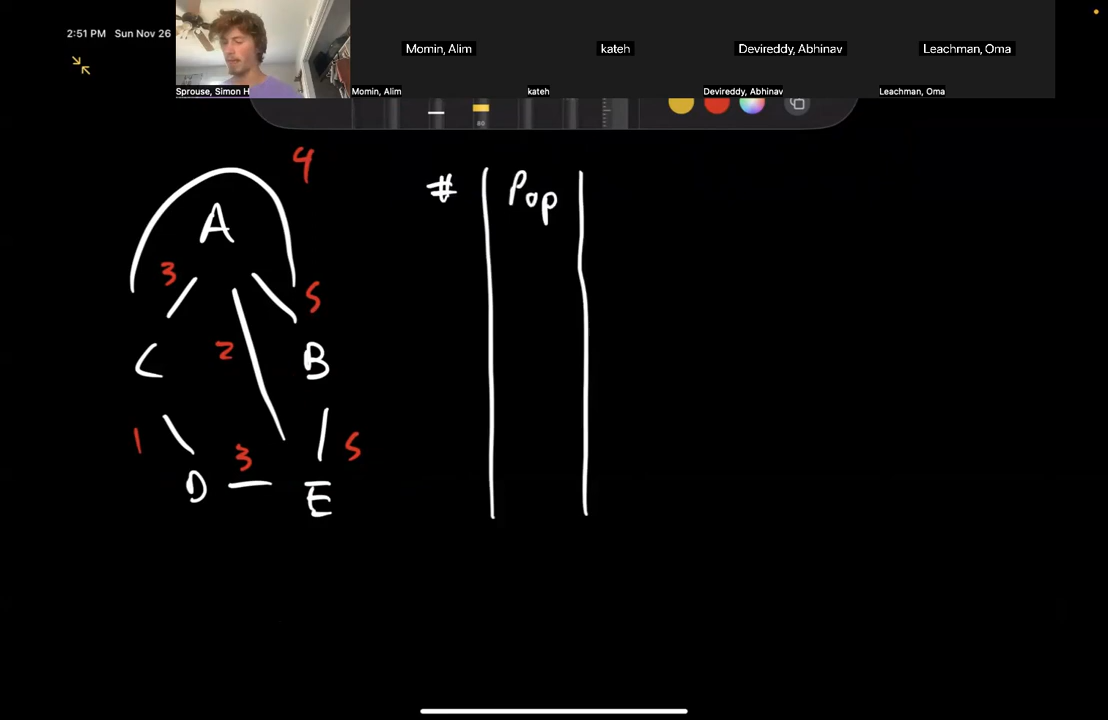 2:51 PM Sun Nov 26
Momin, Alim
kateh
Devireddy, Abhinav
Leachman, Oma
Sprouse, Simon H
Momin, Alim
kateh
Devireddy, Abhinav
Leachman, Oma
80
4
# Pop
A
3
5
2
C
B
1
3
5
D
E